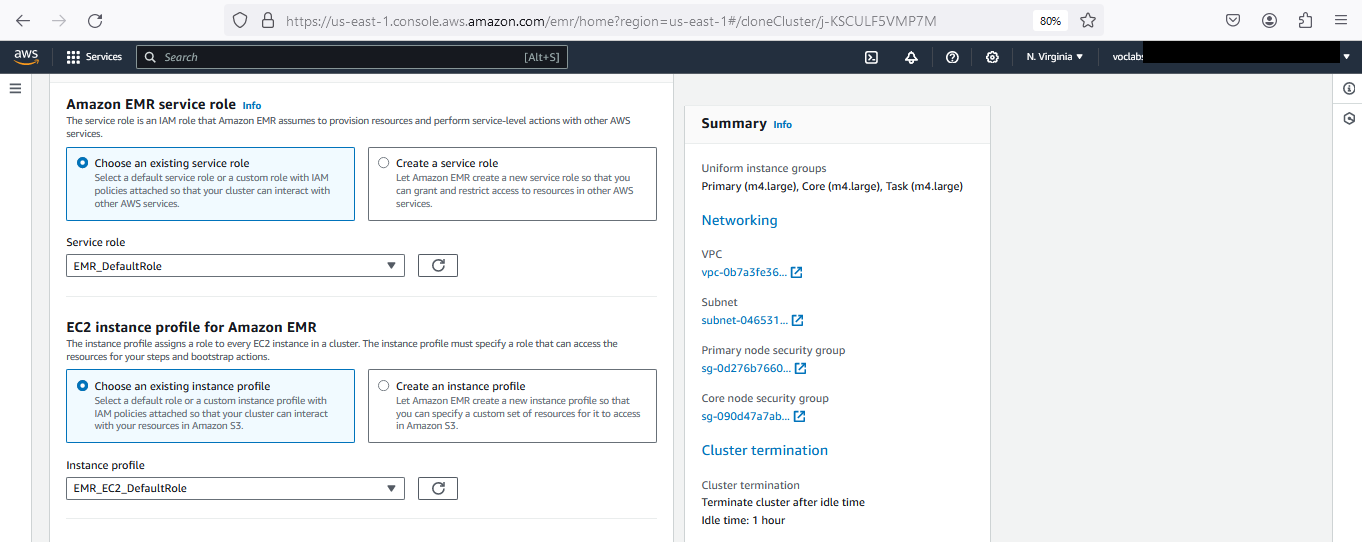 https://us-east-1.console.aws.amazon.com/emr/home?region=us-east-1#/cloneCluster/j-KSCULF5VMP7M
80%
aws
Services
Search
[Alt+S]
N. Virginia
voclabs
Amazon EMR service role Info
The service role is an IAM role that Amazon EMR assumes to provision resources and perform service-level actions with other AWS
services.
Choose an existing service role
Select a default service role or a custom role with IAM
policies attached so that your cluster can interact with
other AWS services.
Create a service role
Let Amazon EMR create a new service role so that you
can grant and restrict access to resources in other AWS
services.
Service role
EMR_DefaultRole
EC2 instance profile for Amazon EMR
The instance profile assigns a role to every EC2 instance in a cluster. The instance profile must specify a role that can access the
resources for your steps and bootstrap actions.
Choose an existing instance profile
Select a default role or a custom instance profile with
IAM policies attached so that your cluster can interact
with your resources in Amazon S3.
Create an instance profile
Let Amazon EMR create a new instance profile so that
you can specify a custom set of resources for it to access
in Amazon S3.
Instance profile
EMR_EC2_DefaultRole
Summary Info
Uniform instance groups
Primary (m4.large), Core (m4.large), Task (m4.large)
Networking
VPC
vpc-0b7a3fe36...
Subnet
subnet-046531...
Primary node security group
sg-0d276b7660...
Core node security group
sg-090d47a7ab...
Cluster termination
Cluster termination
Terminate cluster after idle time
Idle time: 1 hour